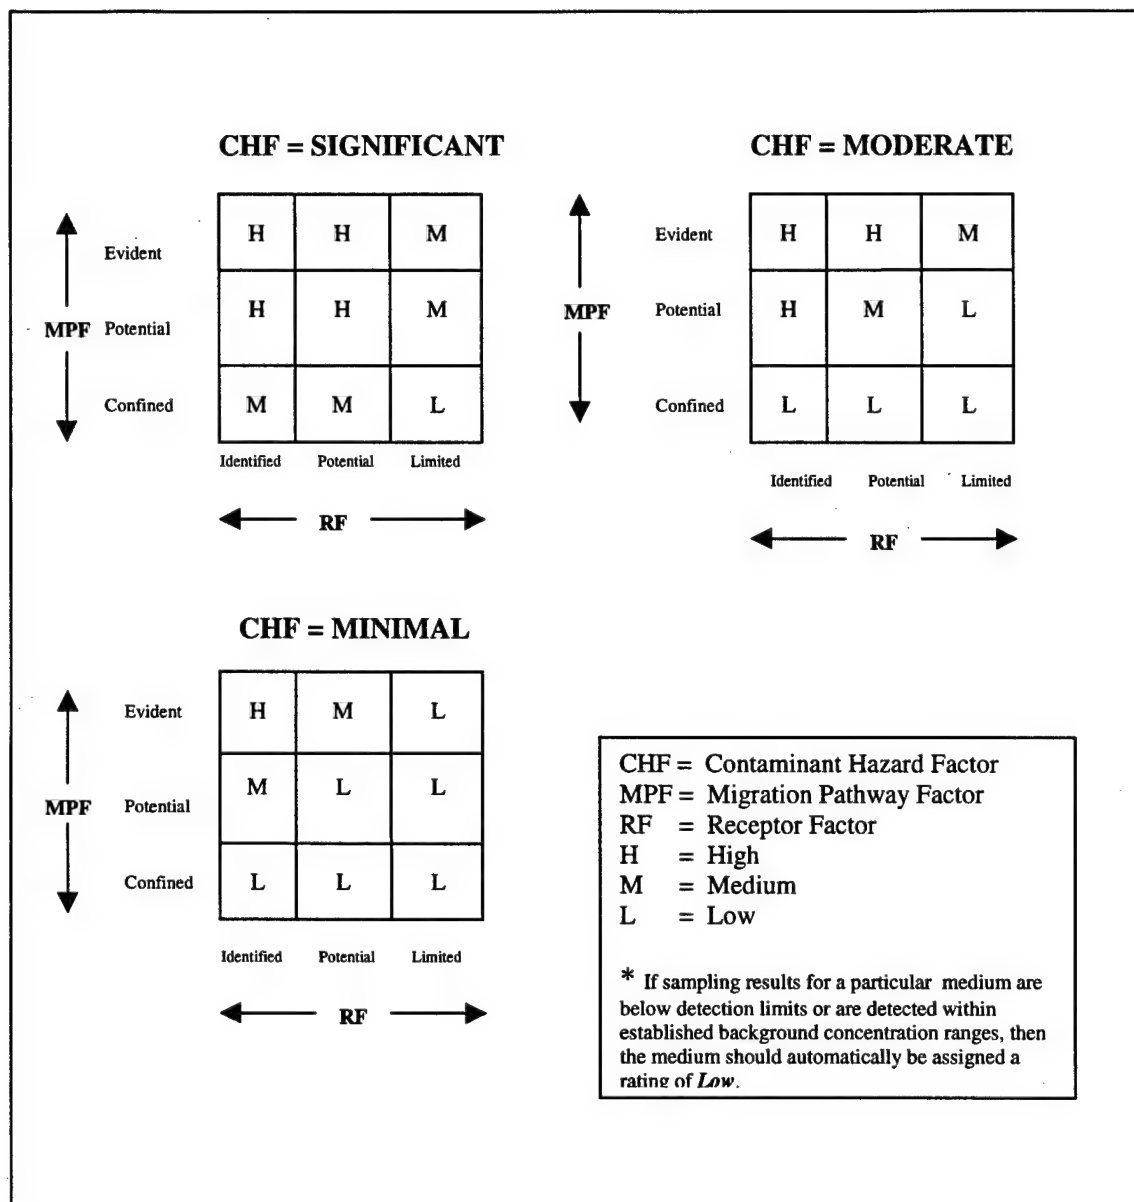 CHF = SIGNIFICANT
Evident H H M
MPF Potential H H M
Confined M M L
Identified Potential Limited
RF
CHF = MODERATE
Evident H H M
MPF Potential H M L
Confined L L L
Identified Potential Limited
RF
CHF = MINIMAL
Evident H M L
MPF Potential M L L
Confined L L L
Identified Potential Limited
RF
CHF = Contaminant Hazard Factor
MPF = Migration Pathway Factor
RF = Receptor Factor
H = High
M = Medium
L = Low
* If sampling results for a particular medium are
below detection limits or are detected within
established background concentration ranges, then
the medium should automatically be assigned a
rating of Low.